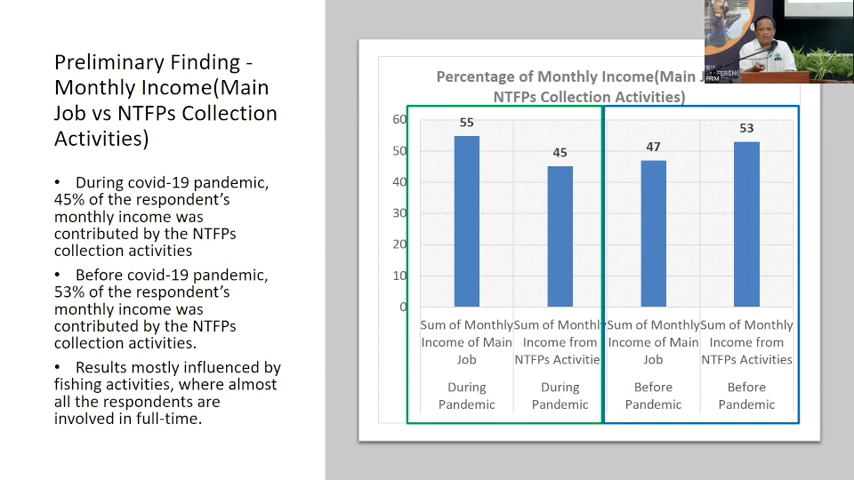 Preliminary Finding -
Monthly Income(Main
Job vs NTFPs Collection
Activities)
• During covid-19 pandemic,
45% of the respondent's
monthly income was
contributed by the NTFPs
collection activities
• Before covid-19 pandemic,
53% of the respondent's
monthly income was
contributed by the NTFPs
collection activities.
• Results mostly influenced by
fishing activities, where almost
all the respondents are
involved in full-time.
Percentage of Monthly Income(Main
NTFPs Collection Activities)
60
50
40
30
20
10
0
55
45
47
53
Sum of Monthly
Income of Main
Job
During
Pandemic
Sum of Monthly
Income from
NTFPs Activitie
During
Pandemic
Sum of Monthly
Income of Main
Job
Before
Pandemic
Sum of Monthly
Income from
NTFPs Activities
Before
Pandemic
FRIM